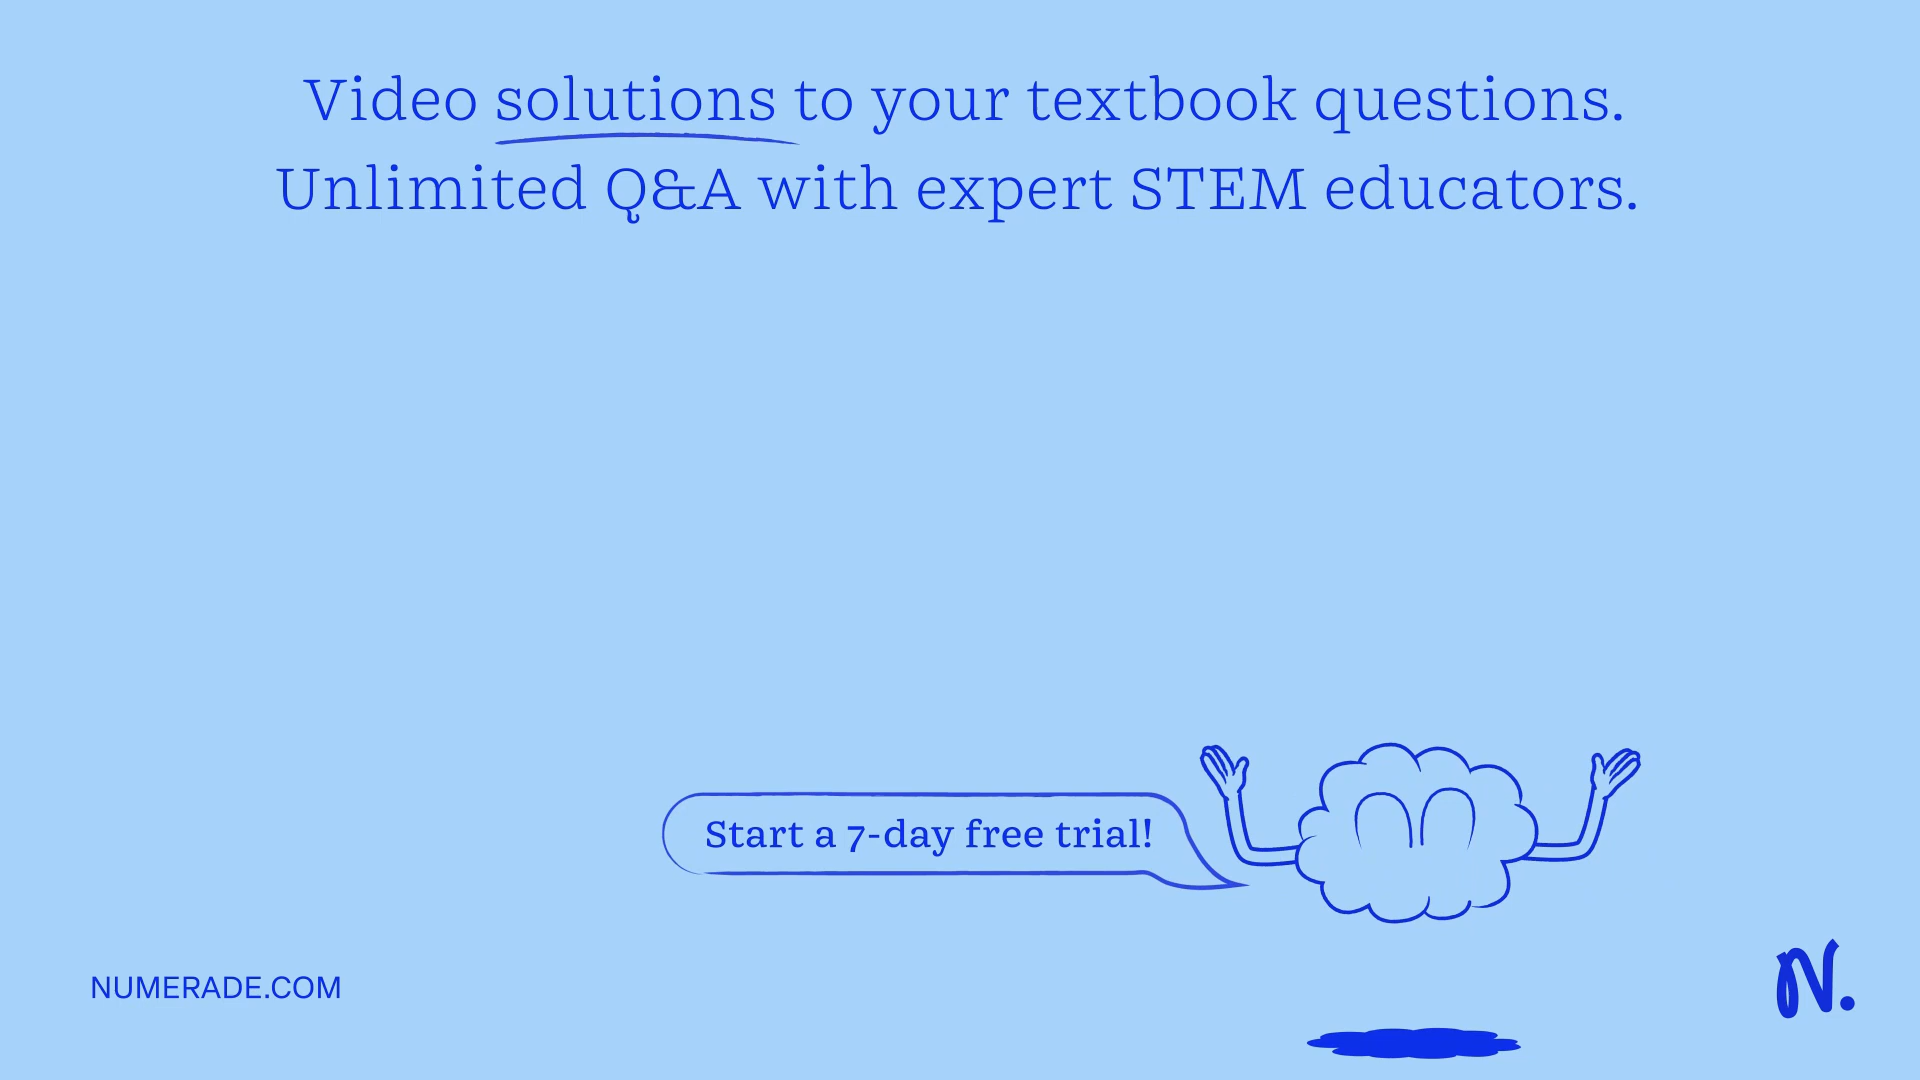 Video solutions to your textbook questions.
Unlimited Q&A with expert STEM educators.
Start a 7-day free trial!
NUMERADE.COM
N.